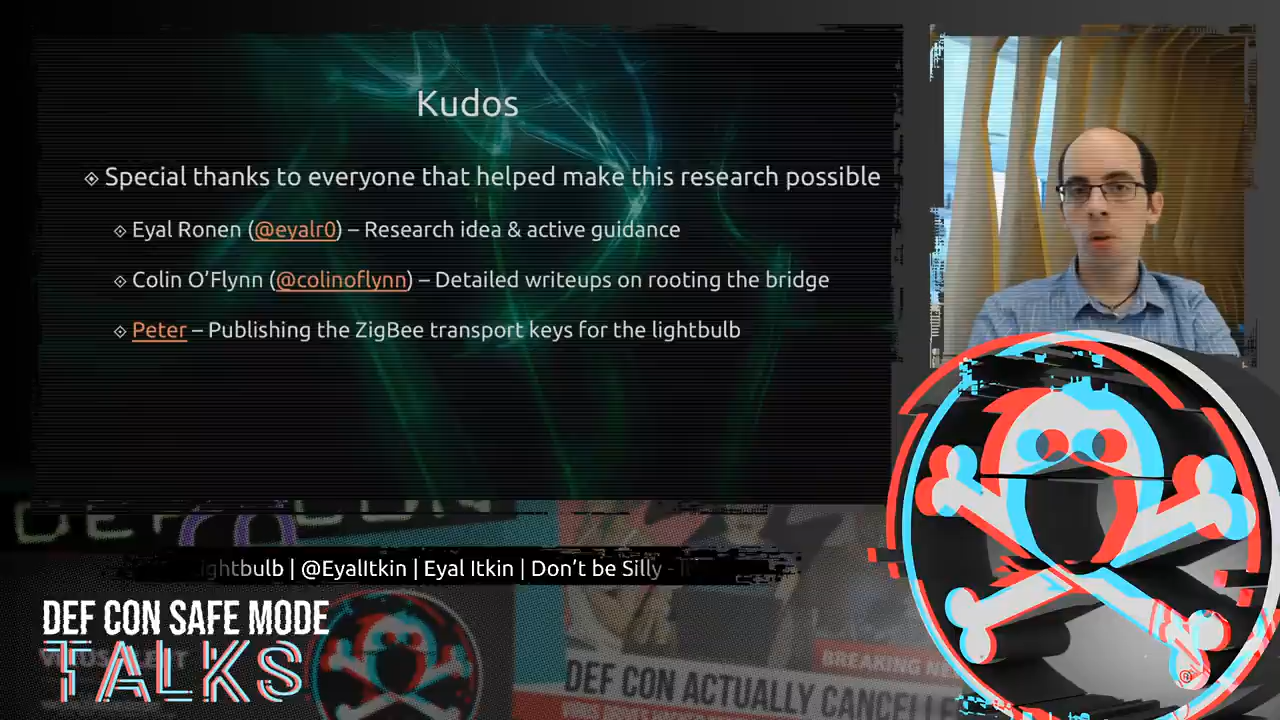 Kudos
Special thanks to everyone that helped make this research possible
Eyal Ronen (@eyalr0) – Research idea & active guidance
Colin O’Flynn (@colinoflynn) – Detailed writeups on rooting the bridge
Peter – Publishing the ZigBee transport keys for the lightbulb
DEF CON
ghtbulb | @EyalItkin | Eyal Itkin | Don’t be Silly -
DEF CON SAFE MODE
TALKS
BREAKING NE
DEF CON ACTUALLY CANCELLE
®